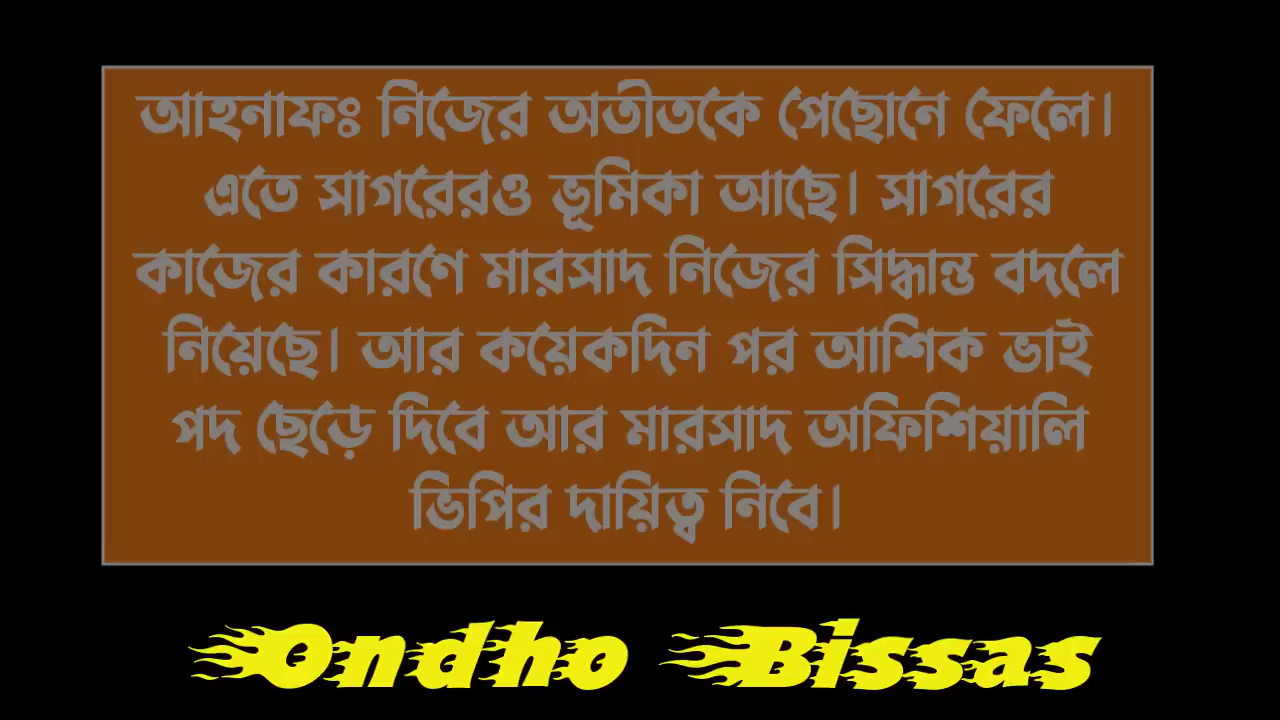 আহনাফঃ নিজের অতীতকে পেছোনে ফেলে।
এতে সাগরেরও ভূমিকা আছে। সাগরের
কাজের কারণে মারসাদ নিজের সিদ্ধান্ত বদলে
নিয়েছে। আর কয়েকদিন পর আশিক ভাই
পদ ছেড়ে দিবে আর মারসাদ অফিশিয়ালি
ভিপির দায়িত্ব নিবে।
Ondho Bissas